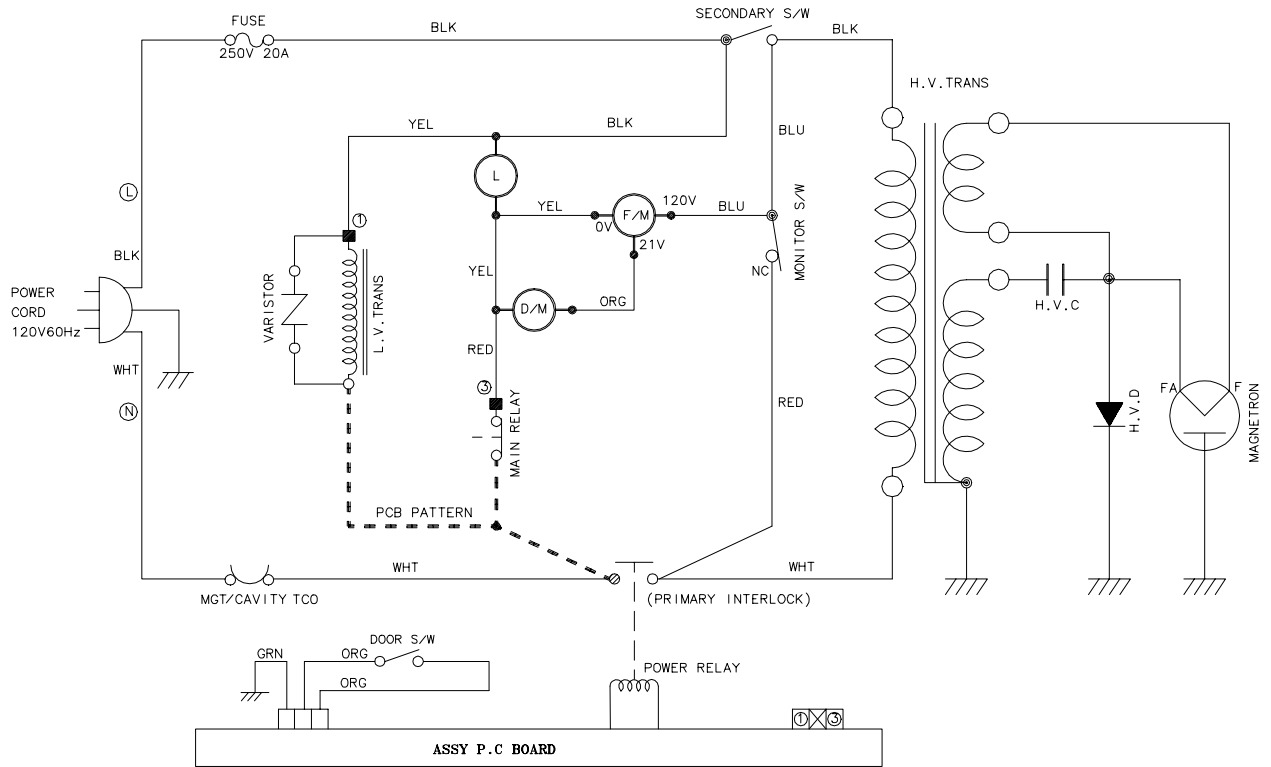 SECONDARY S/W
FUSE
BLK
BLK
250V 20A
H.V.TRANS
YEL
BLK
BLU
L
L
120V
YEL
F/M
BLU
0V
1
21V
MONITOR S/W
BLK
NC
YEL
POWER
CORD
120V60Hz
VARISTOR
L.V.TRANS
D/M
ORG
H.V.C
RED
WHT
3
FA
F
N
MAIN RELAY
RED
H.V.D
MAGNETRON
PCB PATTERN
WHT
WHT
MGT/CAVITY TCO
(PRIMARY INTERLOCK)
DOOR S/W
GRN
ORG
POWER RELAY
ORG
1
3
ASSY P.C BOARD